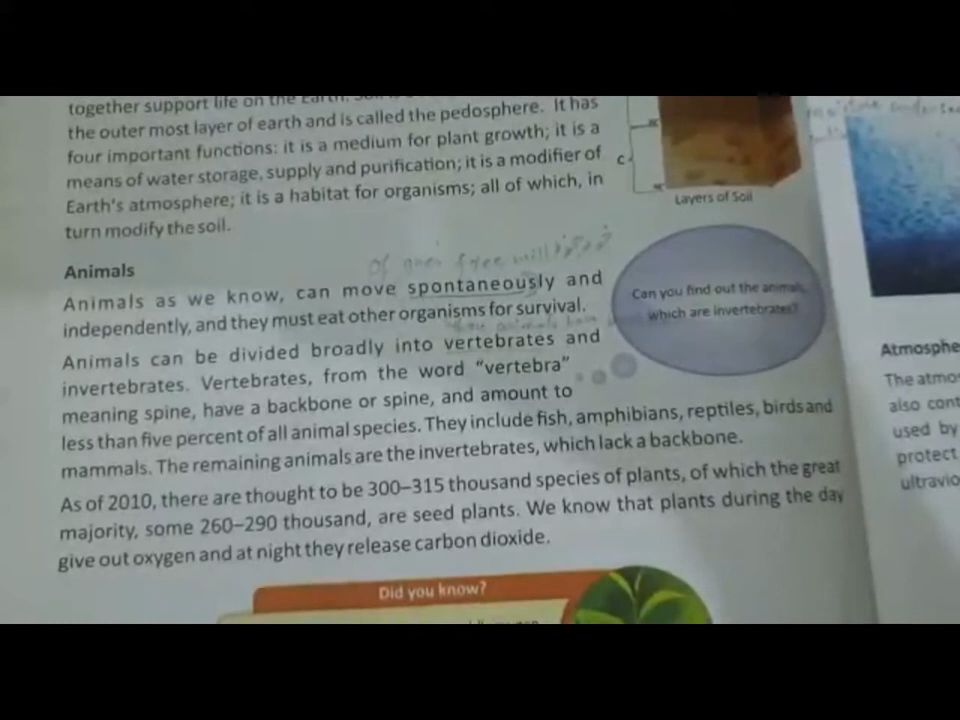 together support life on the Earth.
the outer most layer of earth and is called the pedosphere. It has
four important functions: it is a medium for plant growth; it is a
means of water storage, supply and purification; it is a modifier of
Earth's atmosphere; it is a habitat for organisms; all of which, in
turn modify the soil.
C
Layers of Soil
Animals
of free will
Animals as we know, can move spontaneously and
independently, and they must eat other organisms for survival.
Animals can be divided broadly into vertebrates and
invertebrates. Vertebrates, from the word “vertebra”
meaning spine, have a backbone or spine, and amount to
less than five percent of all animal species. They include fish, amphibians, reptiles, birds and
mammals. The remaining animals are the invertebrates, which lack a backbone.
As of 2010, there are thought to be 300–315 thousand species of plants, of which the great
majority, some 260–290 thousand, are seed plants. We know that plants during the day
give out oxygen and at night they release carbon dioxide.
Can you find out the animals,
which are invertebrates?
Did you know?
The
also
used by
protect